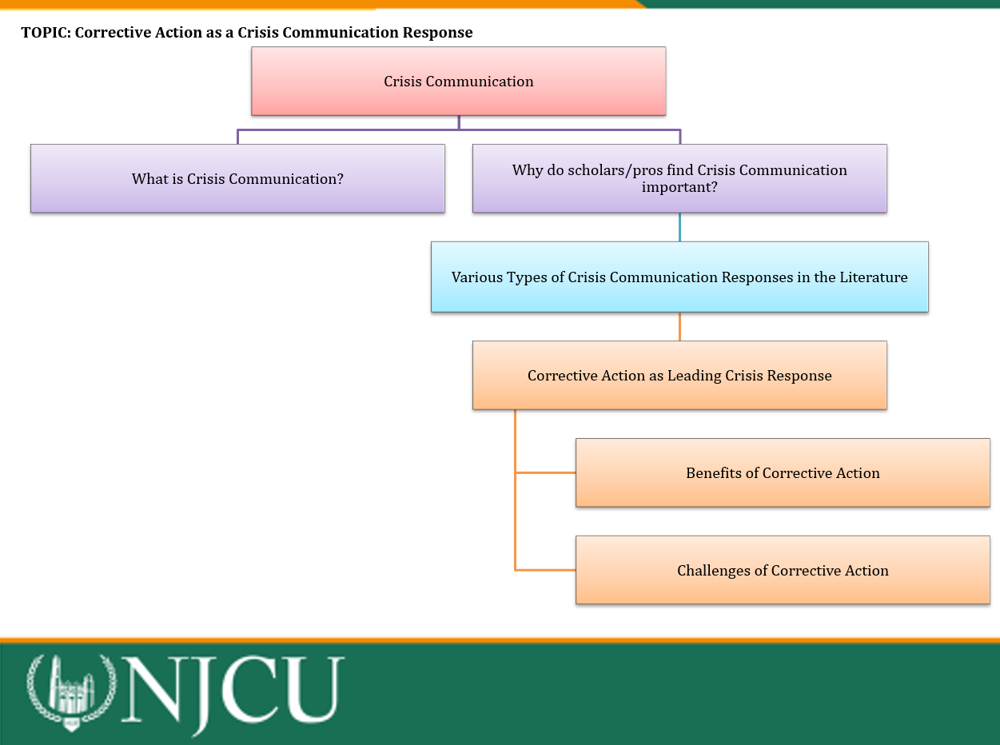 TOPIC: Corrective Action as a Crisis Communication Response
Crisis Communication
What is Crisis Communication?
Why do scholars/pros find Crisis Communication
important?
Various Types of Crisis Communication Responses in the Literature
Corrective Action as Leading Crisis Response
Benefits of Corrective Action
Challenges of Corrective Action
NJCU